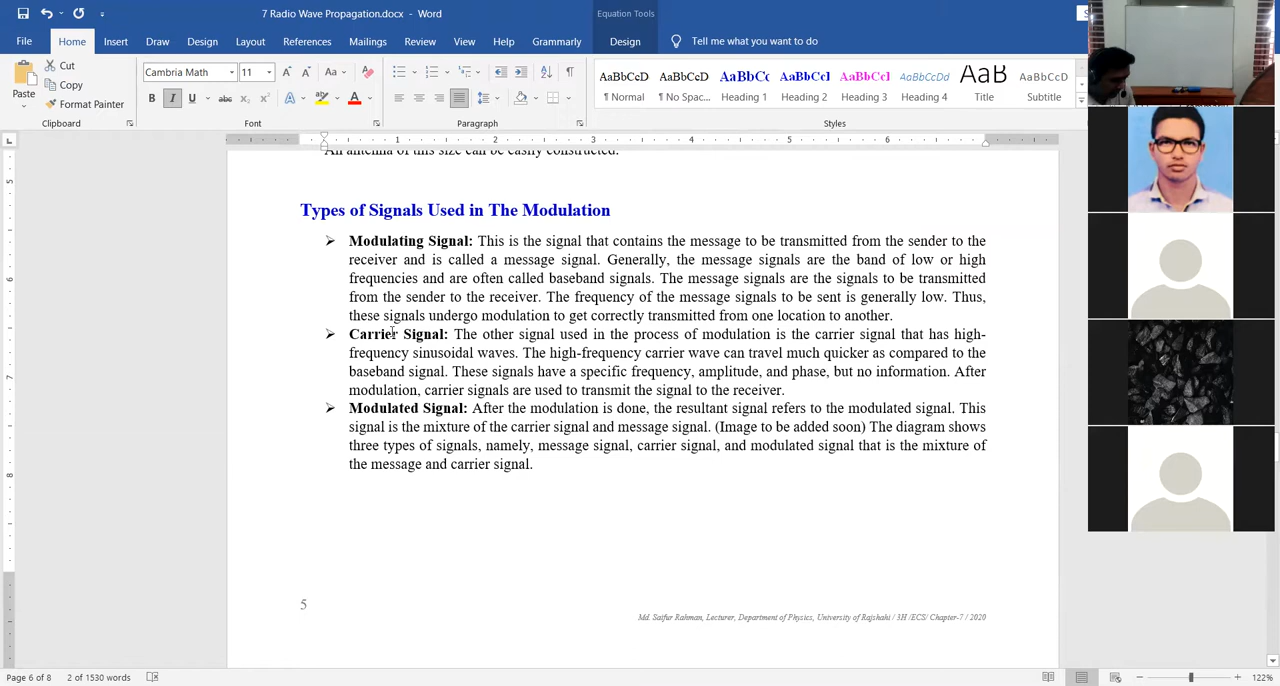 7 Radio Wave Propagation.docx - Word
Equation Tools
File Home Insert Draw Design Layout References Mailings Review View Help Grammarly Design Tell me what you want to do
Paste
Cut
Copy
Format Painter
Clipboard
Cambria Math 11
Font
Paragraph
AaBbCcD AaBbCcD AaBbCc AaBbCcI AaBbCcI AaBbCcDd AaB AaBbCcD
¶ Normal ¶ No Spac... Heading 1 Heading 2 Heading 3 Heading 4 Title Subtitle
Styles
1 2 3 4 5 6
An antenna of this size can be easily constructed.
Types of Signals Used in The Modulation
Modulating Signal: This is the signal that contains the message to be transmitted from the sender to the
receiver and is called a message signal. Generally, the message signals are the band of low or high
frequencies and are often called baseband signals. The message signals are the signals to be transmitted
from the sender to the receiver. The frequency of the message signals to be sent is generally low. Thus,
these signals undergo modulation to get correctly transmitted from one location to another.
Carrier Signal: The other signal used in the process of modulation is the carrier signal that has high-
frequency sinusoidal waves. The high-frequency carrier wave can travel much quicker as compared to the
baseband signal. These signals have a specific frequency, amplitude, and phase, but no information. After
modulation, carrier signals are used to transmit the signal to the receiver.
Modulated Signal: After the modulation is done, the resultant signal refers to the modulated signal. This
signal is the mixture of the carrier signal and message signal. (Image to be added soon) The diagram shows
three types of signals, namely, message signal, carrier signal, and modulated signal that is the mixture of
the message and carrier signal.
5
Md. Saifur Rahman, Lecturer, Department of Physics, University of Rajshahi / 3H /ECS/ Chapter-7 / 2020
Page 6 of 8 2 of 1530 words
122%